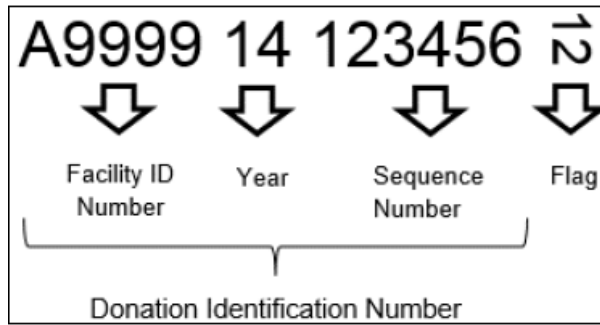 A9999 14 123456 12
Facility ID Number
Year
Sequence Number
Flag
Donation Identification Number